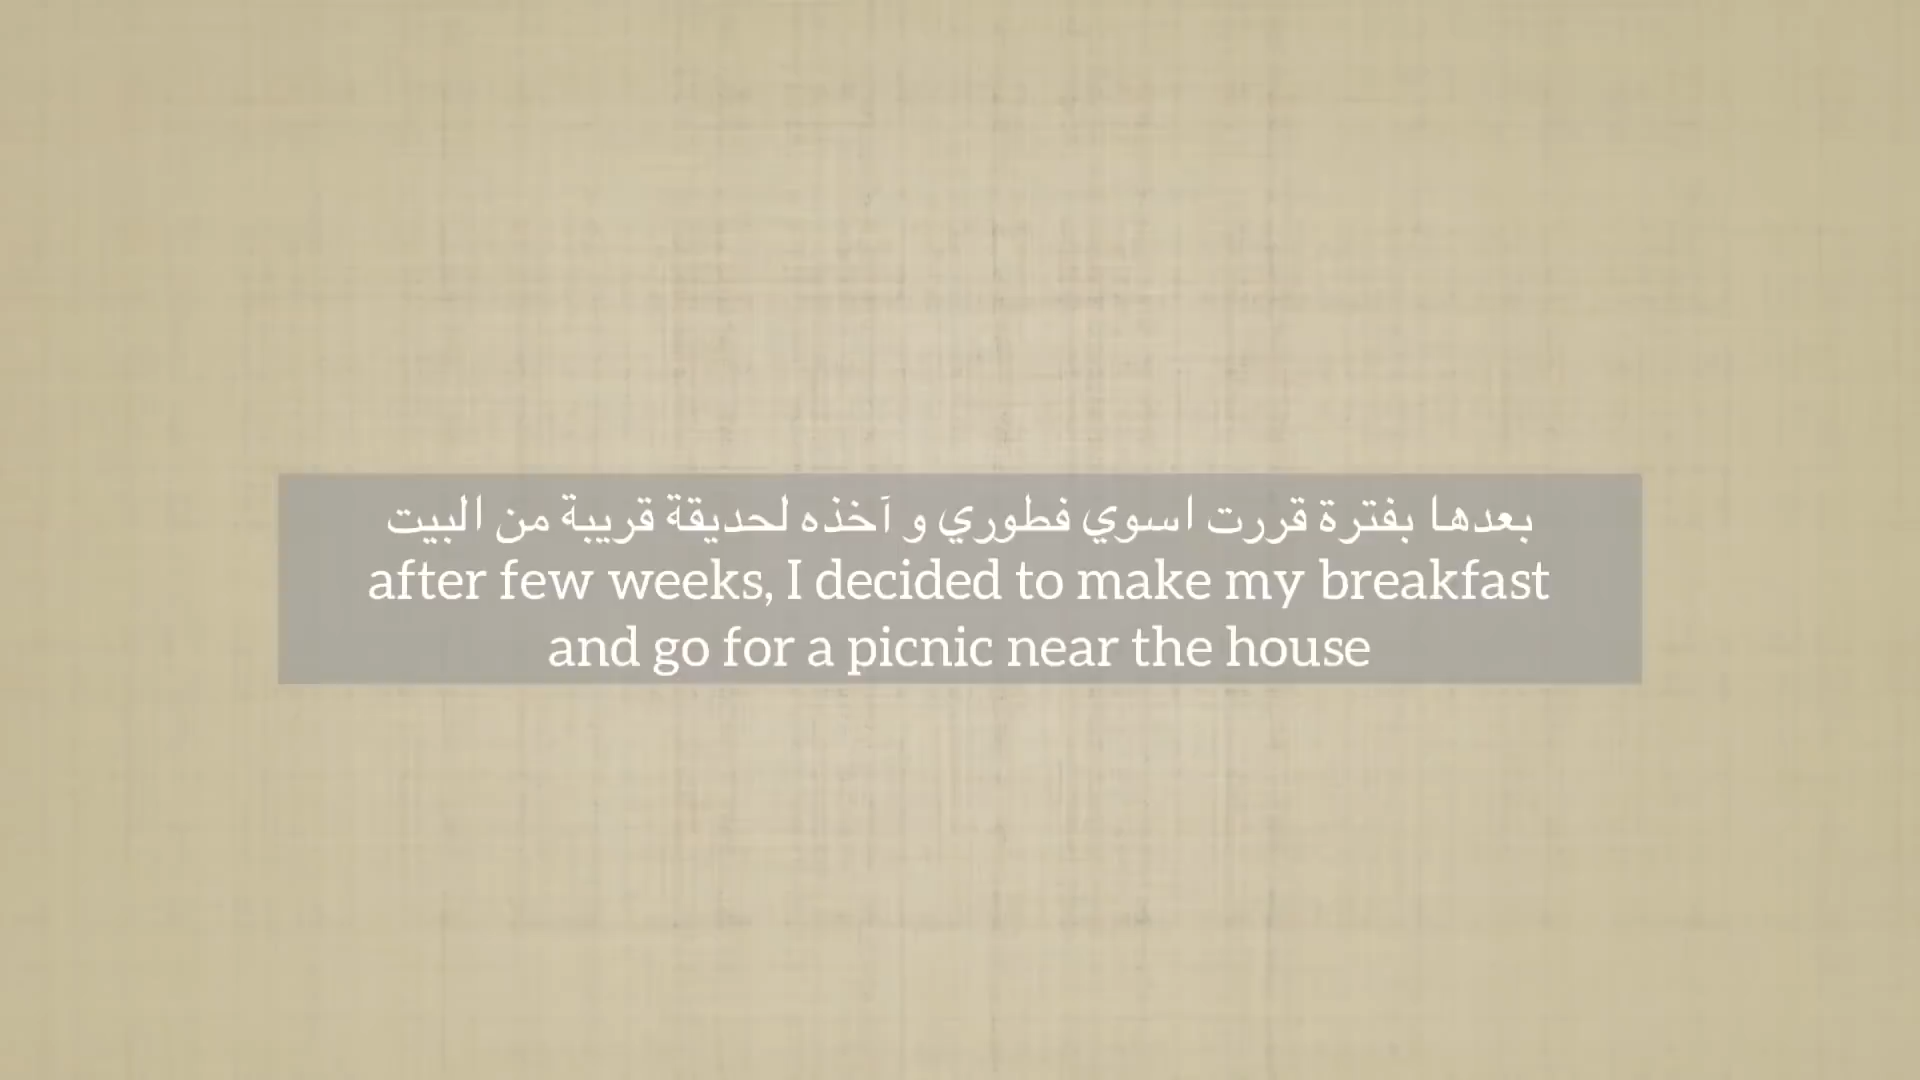 بعدها بفترة قررت اسوي فطوري و آخذه لحديقة قريبة من البيت
after few weeks, I decided to make my breakfast
and go for a picnic near the house